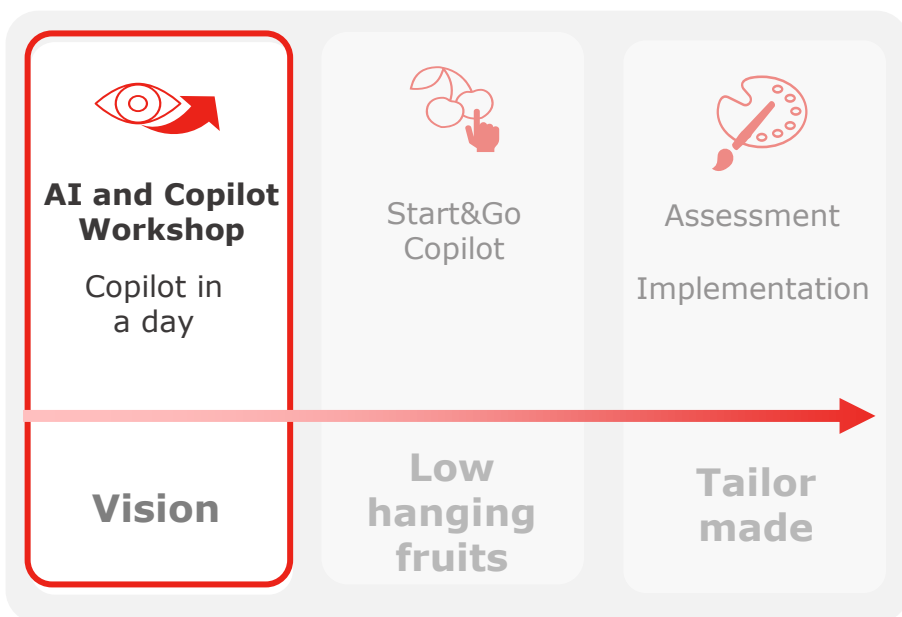 AI and Copilot
Workshop
Copilot in
a day
Vision
Start&Go
Copilot
Low
hanging
fruits
Assessment
Implementation
Tailor
made